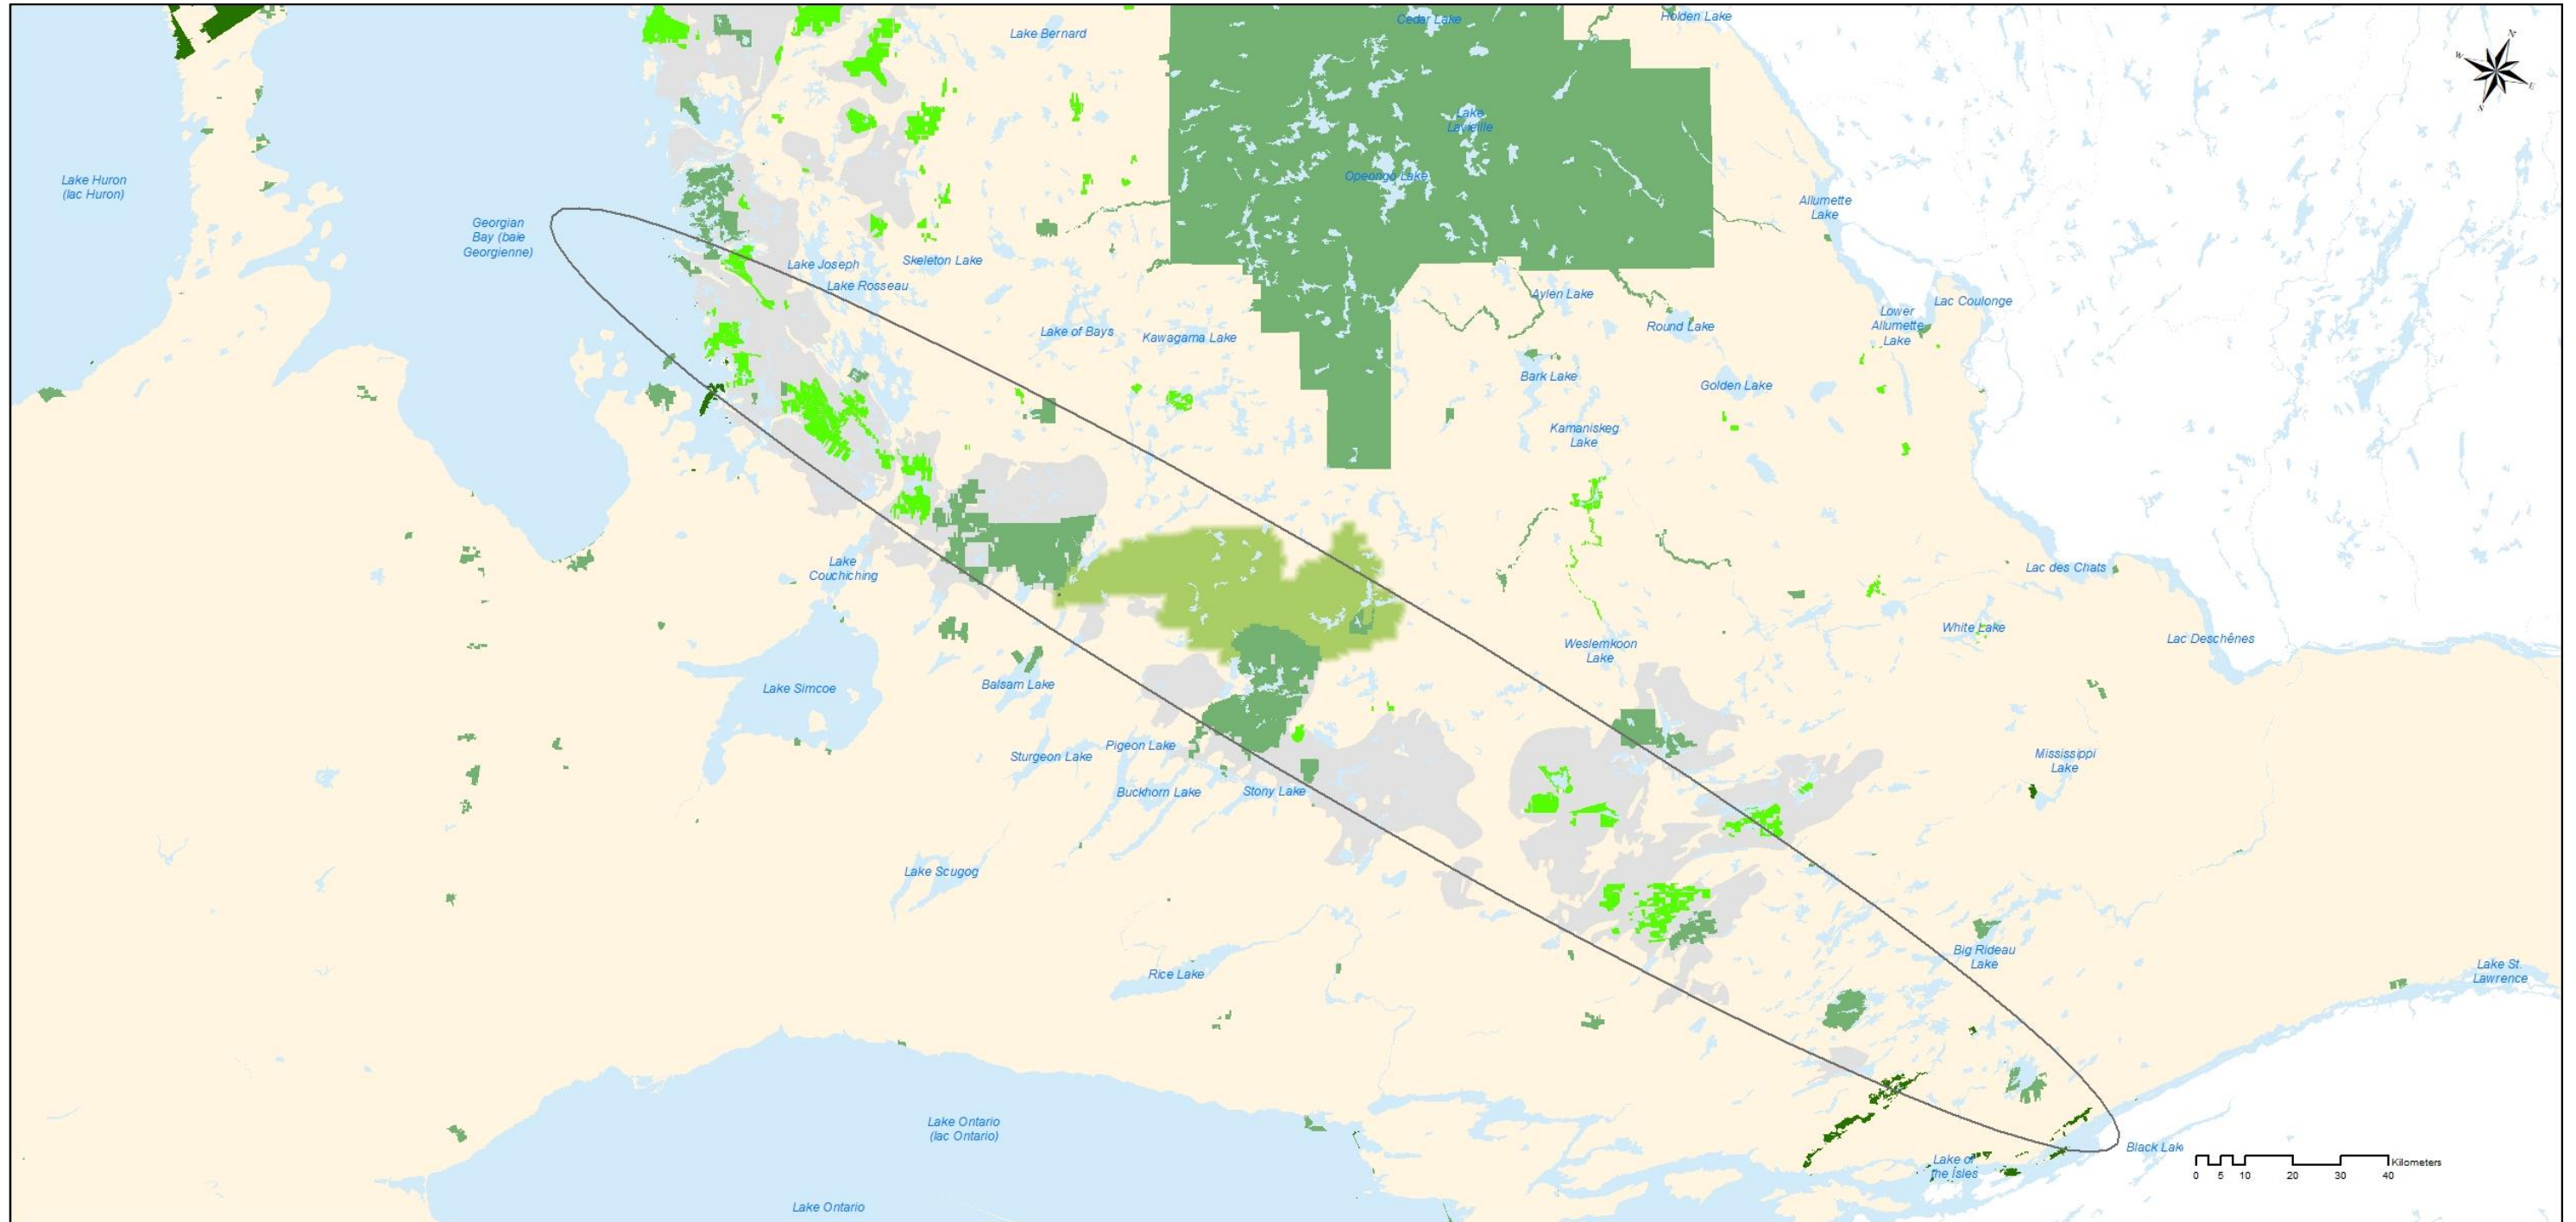 Cedar Lake
Holden Lake
Lake Bernard
N
W
E
S
Lake
Lavieille
Opeongo Lake
Lake Huron
(lac Huron)
Allumette
Lake
Georgian
Bay (baie
Georgienne)
Lake Joseph
Skeleton Lake
Lake Rosseau
Aylen Lake
Lac Coulonge
Lower
Allumette
Lake
Round Lake
Lake of Bays
Kawagama Lake
Bark Lake
Golden Lake
Kamaniskeg
Lake
Lake
Couchiching
Lac des Chats
White Lake
Lac Deschênes
Weslemkoon
Lake
Lake Simcoe
Balsam Lake
Pigeon Lake
Sturgeon Lake
Mississippi
Lake
Buckhorn Lake
Stony Lake
Lake Scugog
Big Rideau
Lake
Rice Lake
Lake St.
Lawrence
Lake Ontario
(lac Ontario)
Black Lak
Lake of
the Isles
Kilometers
0 5 10 20 30 40
Lake Ontario